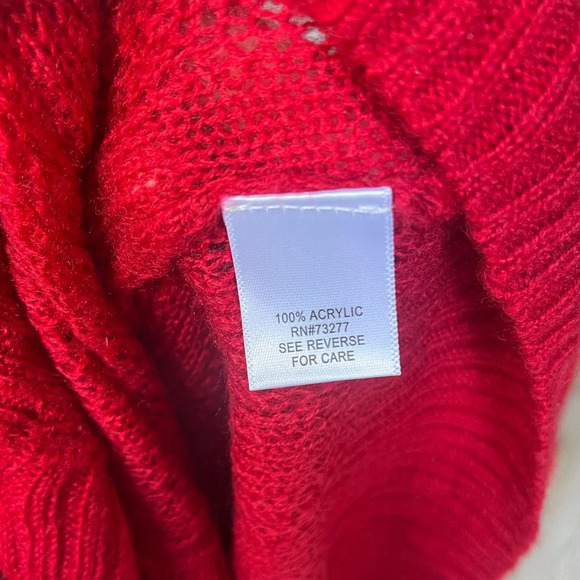 100% ACRYLIC
RN#73277
SEE REVERSE
FOR CARE